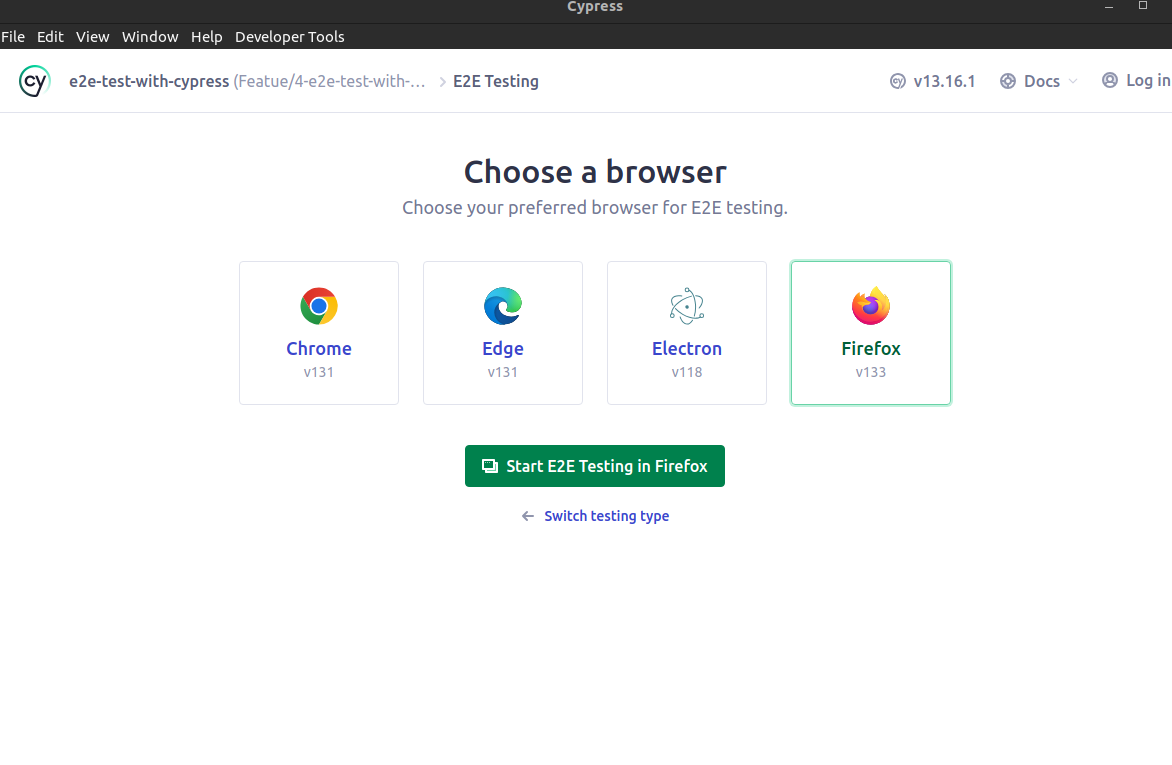 Cypress
File Edit View Window Help Developer Tools
cy e2e-test-with-cypress (Featue/4-e2e-test-with-... > E2E Testing cy v13.16.1 Docs Log in
Choose a browser
Choose your preferred browser for E2E testing.
Chrome Edge Electron Firefox
v131 v131 v118 v133
Start E2E Testing in Firefox
← Switch testing type